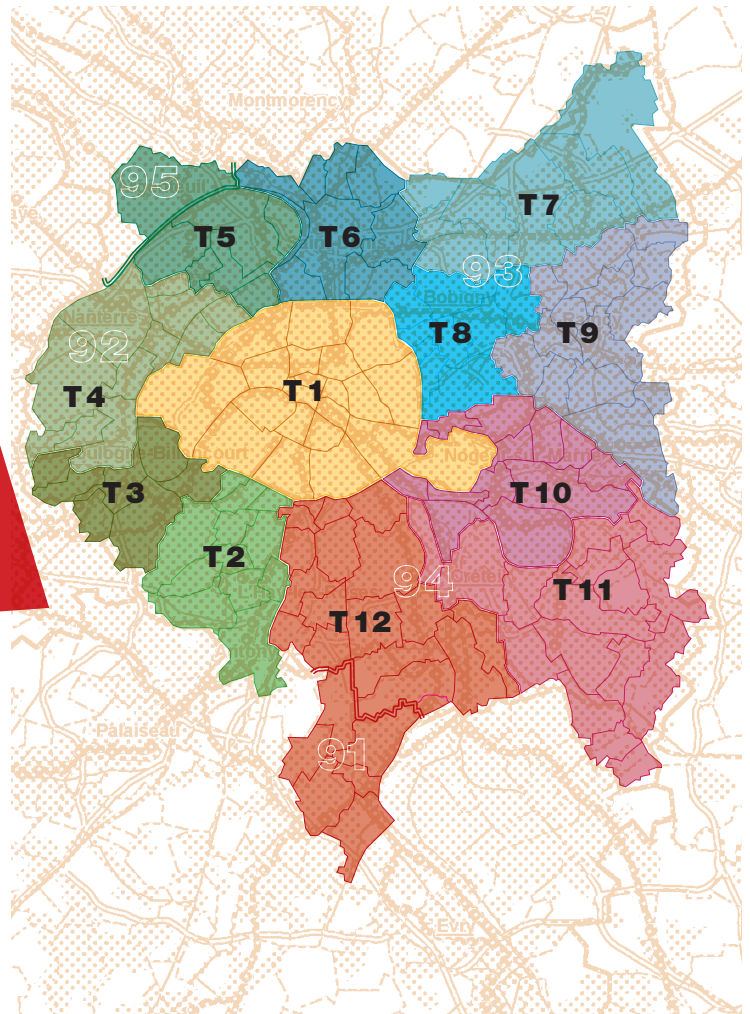 Montmorency
95
T7
T5
T6
93
Bobigny
Nanterre
92
T8
T9
T4
T1
T3
T10
T2
94
T11
T12
Palaiseau
91
Evry